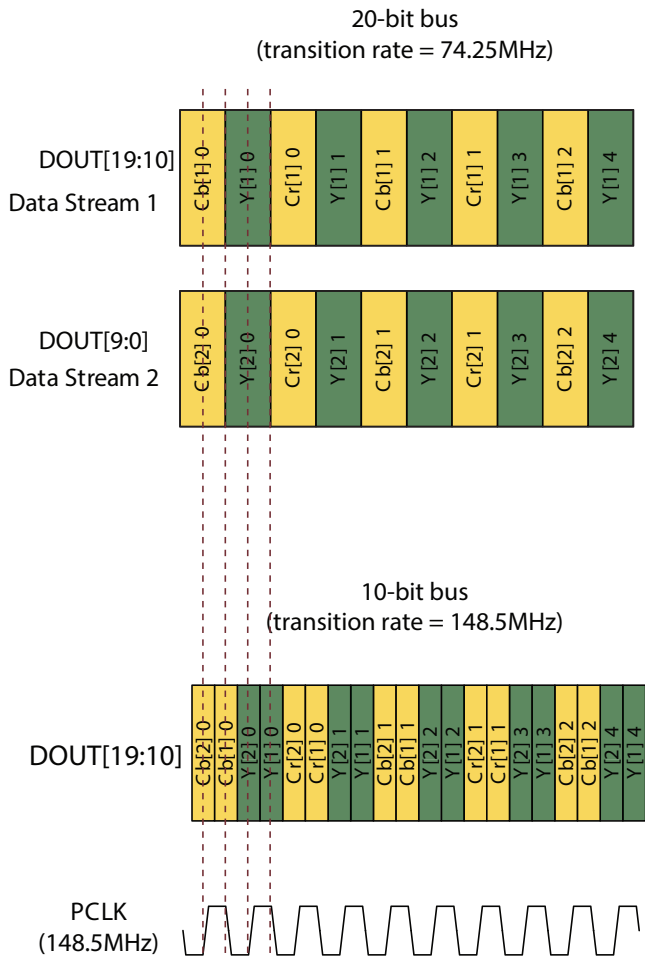 20-bit bus
(transition rate = 74.25MHz)
DOUT[19:10]
Data Stream 1
Cb[1] 0
Y[1] 0
Cr[1] 0
Y[1] 1
Cb[1] 1
Y[1] 2
Cr[1] 1
Y[1] 3
Cb[1] 2
Y[1] 4
DOUT[9:0]
Data Stream 2
Cb[2] 0
Y[2] 0
Cr[2] 0
Y[2] 1
Cb[2] 1
Y[2] 2
Cr[2] 1
Y[2] 3
Cb[2] 2
Y[2] 4
10-bit bus
(transition rate = 148.5MHz)
DOUT[19:10]
Cb[2] 0
Cb[1] 0
Y[2] 0
Y[1] 0
Cr[2] 0
Cr[1] 0
Y[2] 1
Y[1] 1
Cb[2] 1
Cb[1] 1
Y[2] 2
Y[1] 2
Cr[2] 1
Cr[1] 1
Y[2] 3
Y[1] 3
Cb[2] 2
Cb[1] 2
Y[2] 4
Y[1] 4
PCLK
(148.5MHz)